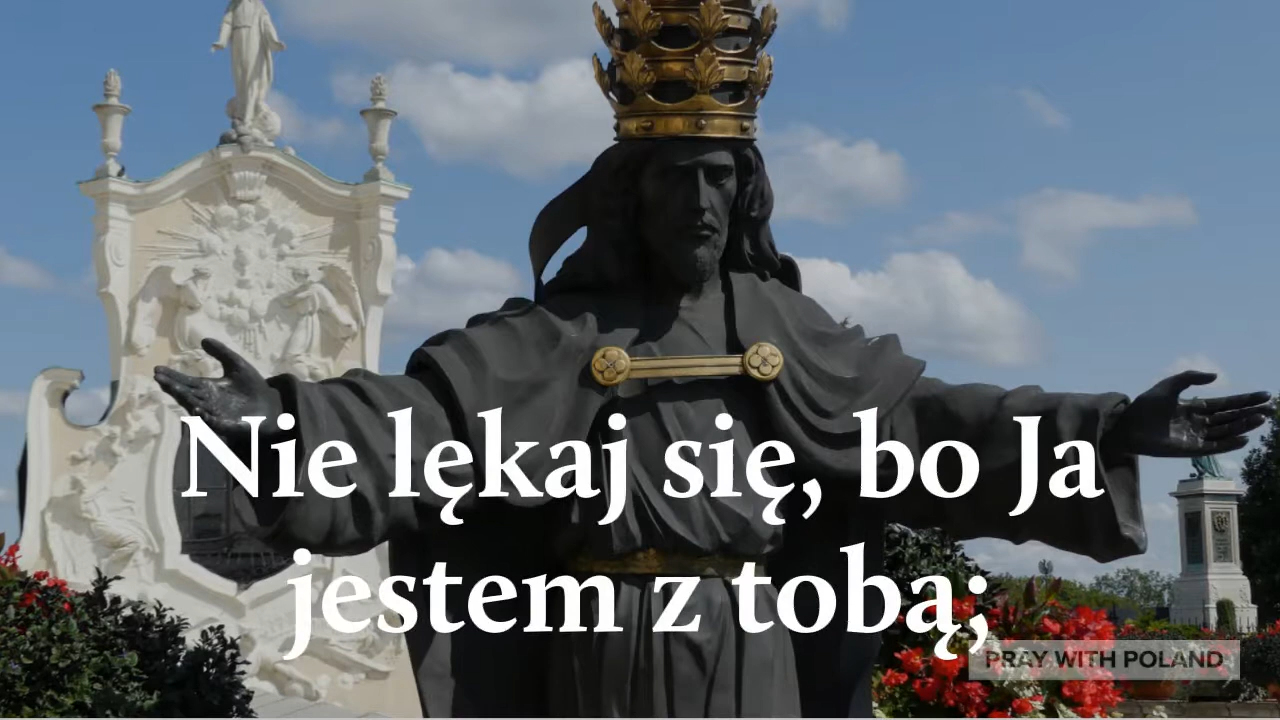 Nie lękaj się, bo Ja
jestem z tobą;
PRAY WITH POLAND